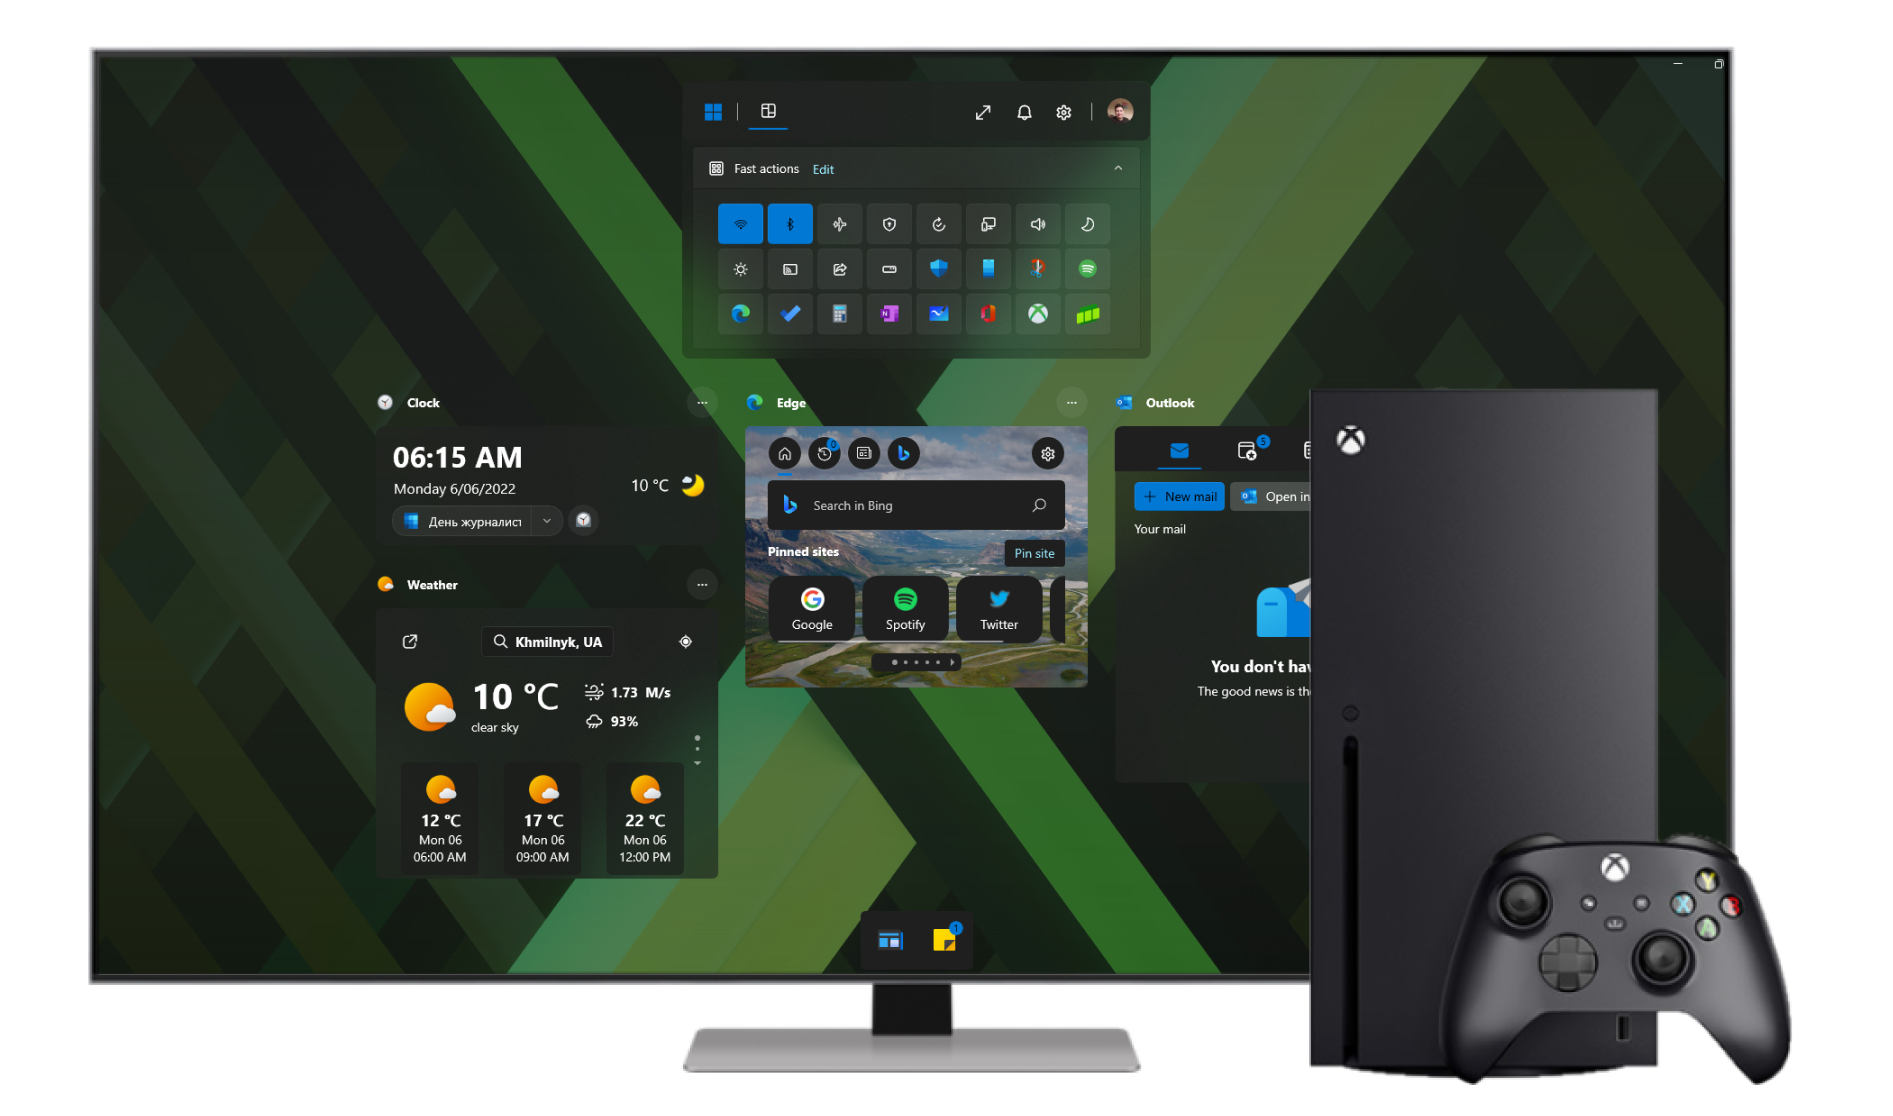 Fast actions Edit
Clock
Edge
Outlook
06:15 AM
Monday 6/06/2022
10 °C
День журналист
0
5
Search in Bing
New mail
Open in
Your mail
Pinned sites
Pin site
Google
Spotify
Twitter
Weather
Khmilnyk, UA
10 °C
clear sky
1.73 M/s
93%
You don't hav
The good news is th
12 °C
Mon 06
06:00 AM
17 °C
Mon 06
09:00 AM
22 °C
Mon 06
12:00 PM
1
Y
X
B
A